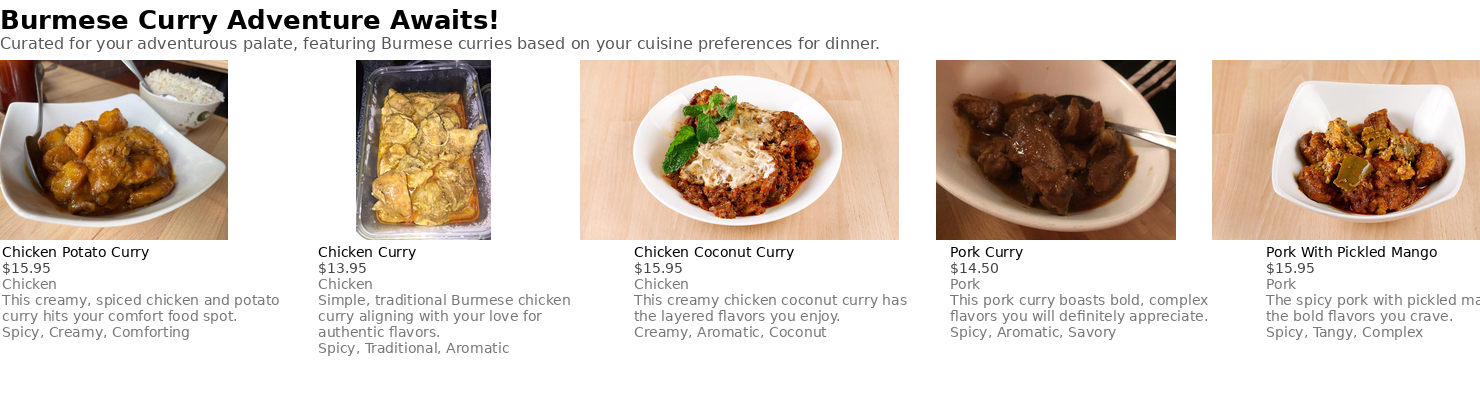 Burmese Curry Adventure Awaits!
Curated for your adventurous palate, featuring Burmese curries based on your cuisine preferences for dinner.
Chicken Potato Curry
$15.95
Chicken
This creamy, spiced chicken and potato
curry hits your comfort food spot.
Spicy, Creamy, Comforting
Chicken Curry
$13.95
Chicken
Simple, traditional Burmese chicken
curry aligning with your love for
authentic flavors.
Spicy, Traditional, Aromatic
Chicken Coconut Curry
$15.95
Chicken
This creamy chicken coconut curry has
the layered flavors you enjoy.
Creamy, Aromatic, Coconut
Pork Curry
$14.50
Pork
This pork curry boasts bold, complex
flavors you will definitely appreciate.
Spicy, Aromatic, Savory
Pork With Pickled Mango
$15.95
Pork
The spicy pork with pickled
the bold flavors you crave.
Spicy, Tangy, Complex